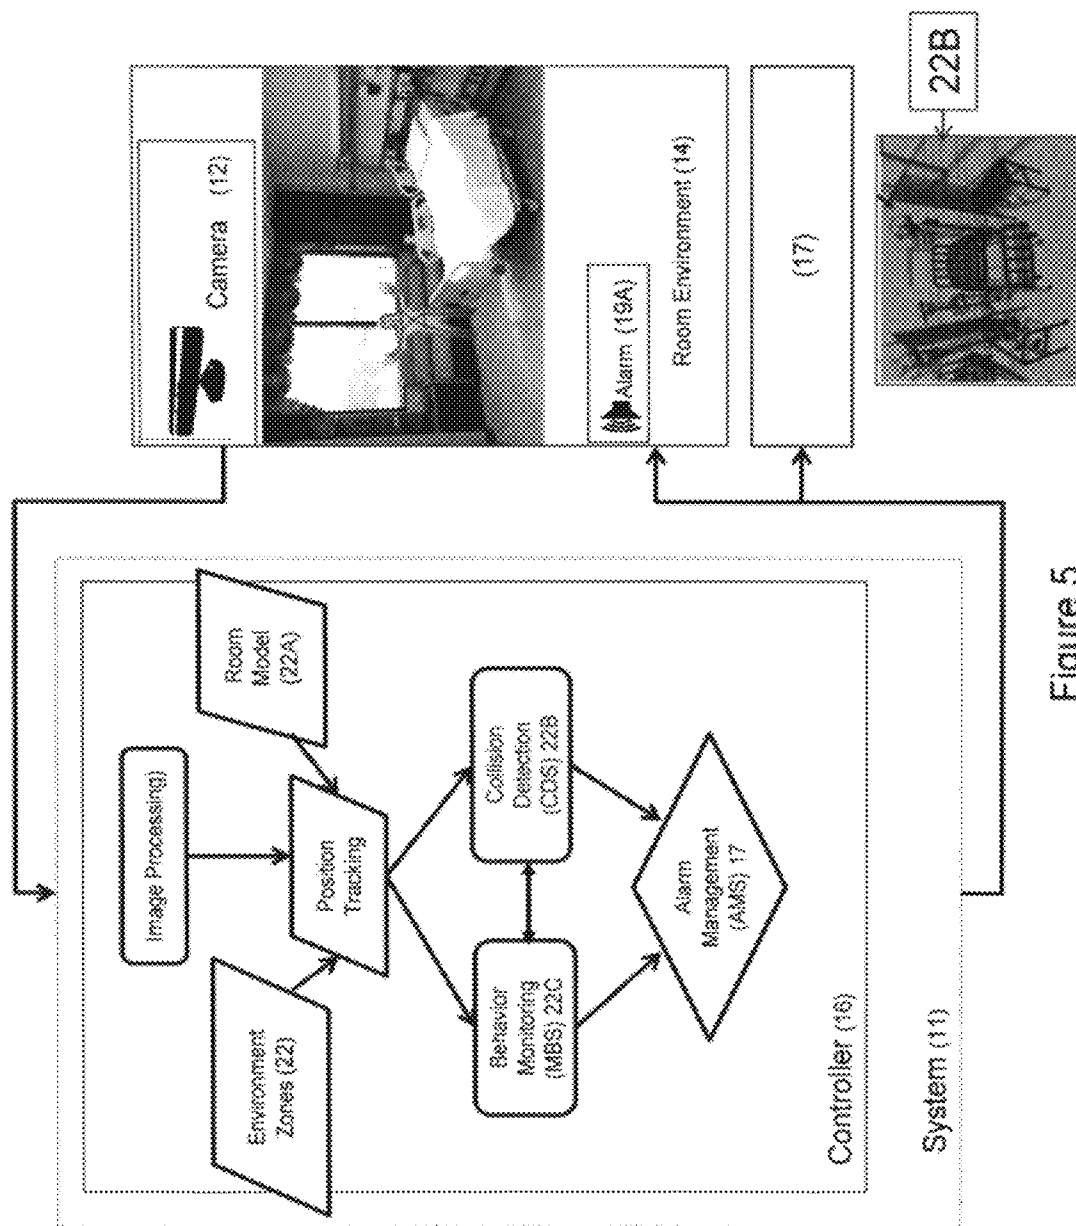 Image Processing)
Environment
Zones (22)
Room
Model
(22A)
Position
Tracking
Behavior
Monitoring
(MBS) 22C
Collision
Detection
(CDS) 22B
Alarm
Management
(AMS) 17
Controller (16)
System (11)
Camera (12)
Alarm (19A)
Room Environment (14)
(17)
22B
Figure 5